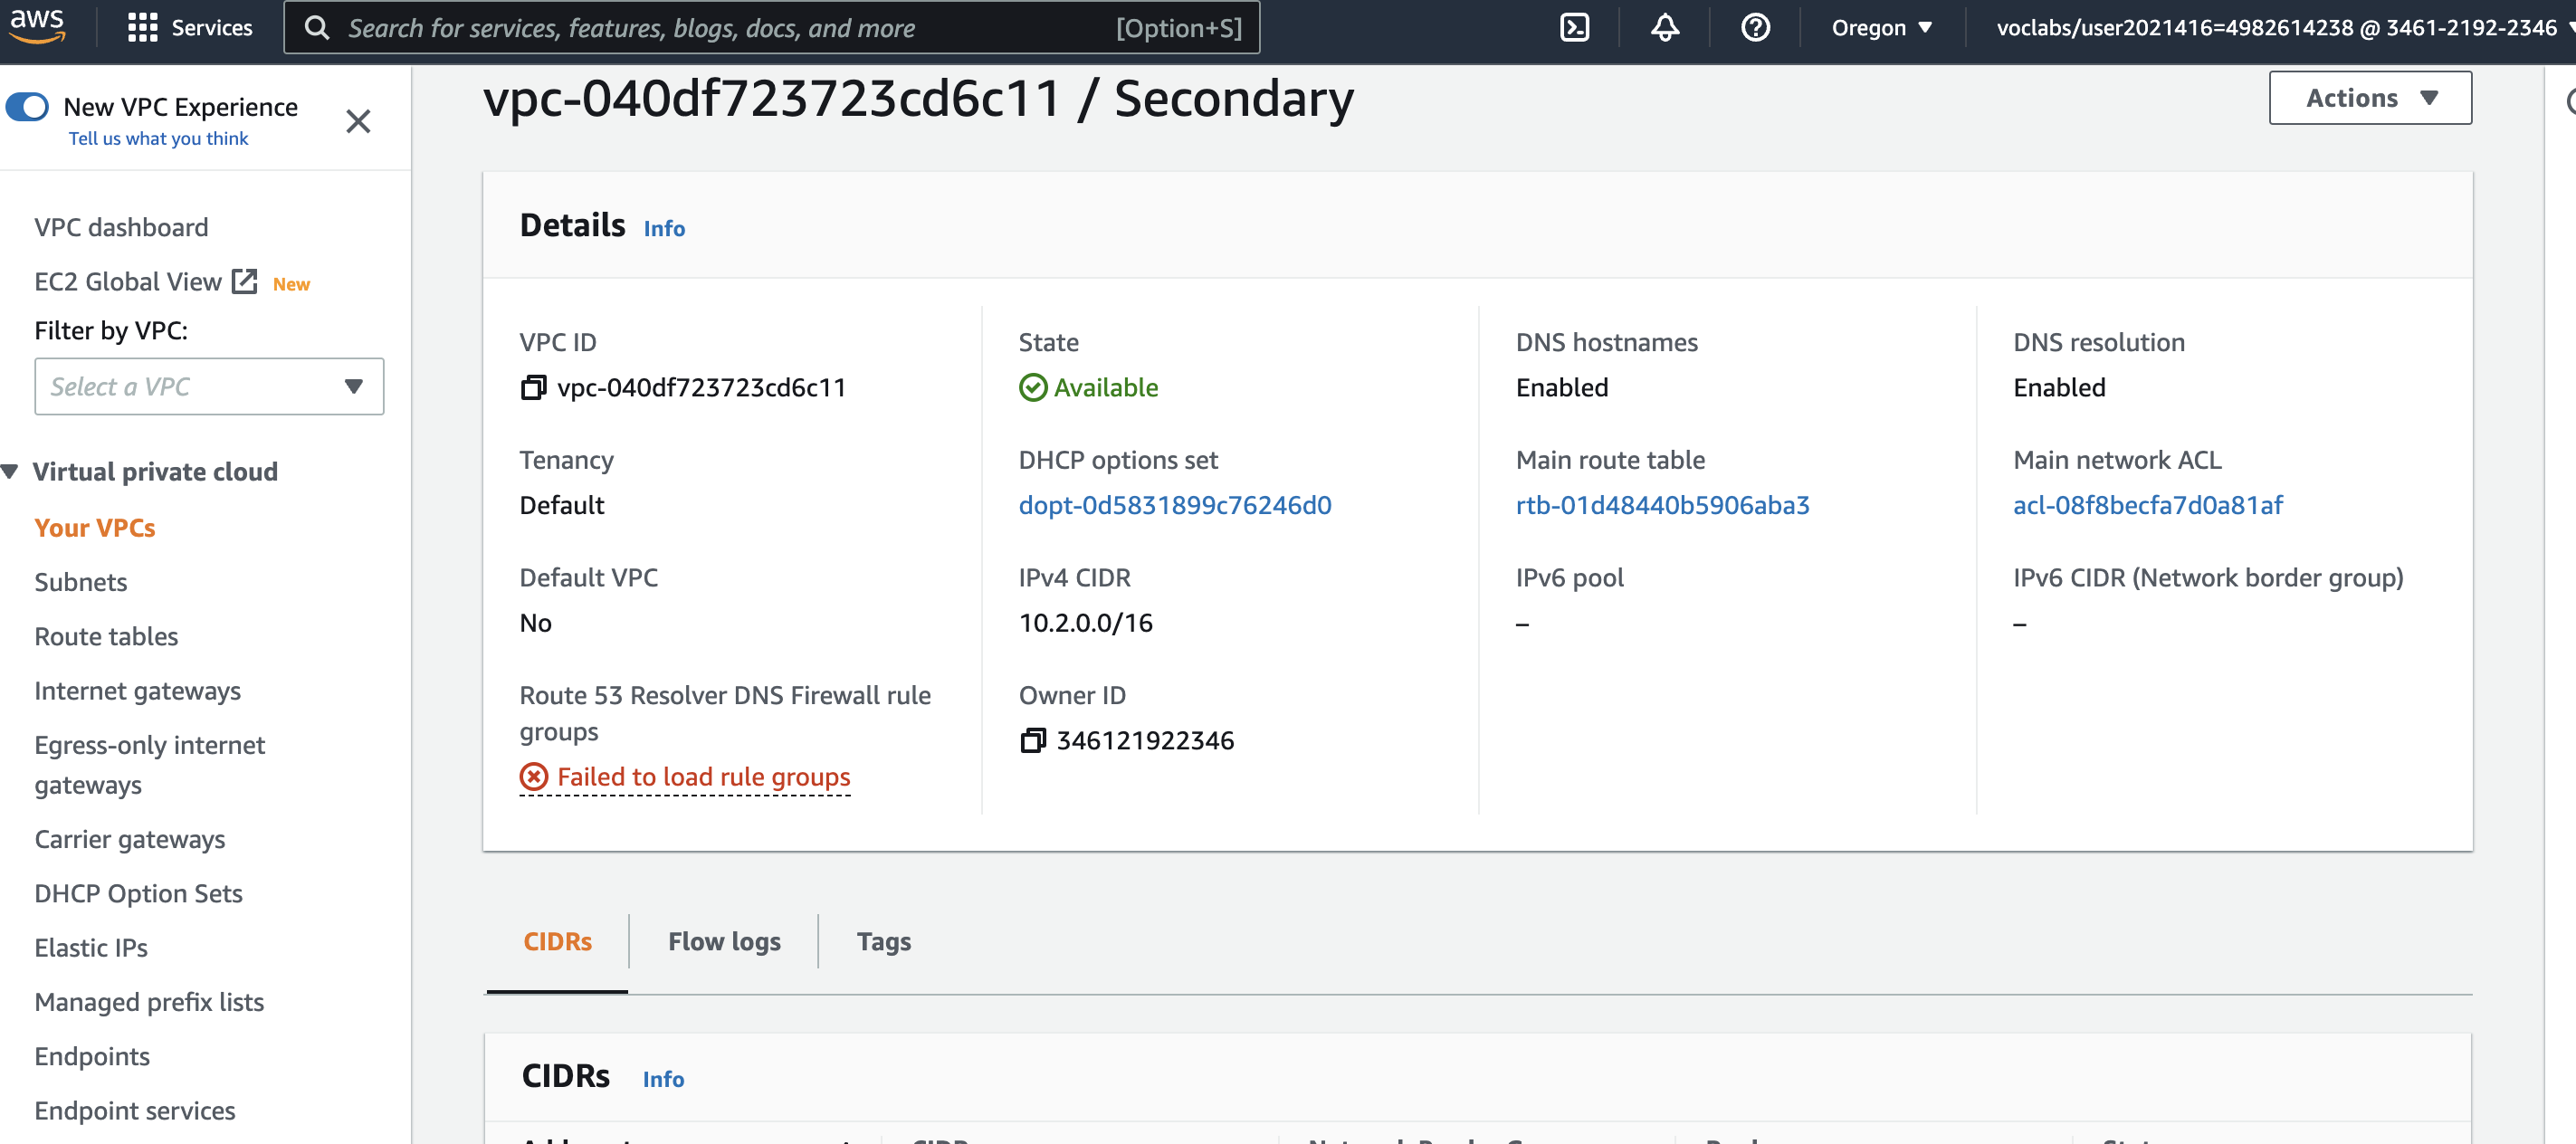 aws
Services
Search for services, features, blogs, docs, and more [Option+S]
Oregon
voclabs/user2021416=4982614238 @ 3461-2192-2346
New VPC Experience
Tell us what you think
VPC dashboard
EC2 Global View New
Filter by VPC:
Select a VPC
Virtual private cloud
Your VPCs
Subnets
Route tables
Internet gateways
Egress-only internet
gateways
Carrier gateways
DHCP Option Sets
Elastic IPs
Managed prefix lists
Endpoints
Endpoint services
vpc-040df723723cd6c11 / Secondary
Actions
Details Info
VPC ID
vpc-040df723723cd6c11
State
Available
DNS hostnames
Enabled
DNS resolution
Enabled
Tenancy
Default
DHCP options set
dopt-0d5831899c76246d0
Main route table
rtb-01d48440b5906aba3
Main network ACL
acl-08f8becfa7d0a81af
Default VPC
No
IPv4 CIDR
10.2.0.0/16
IPv6 pool
–
IPv6 CIDR (Network border group)
–
Route 53 Resolver DNS Firewall rule
groups
Failed to load rule groups
Owner ID
346121922346
CIDRs
Flow logs
Tags
CIDRs Info